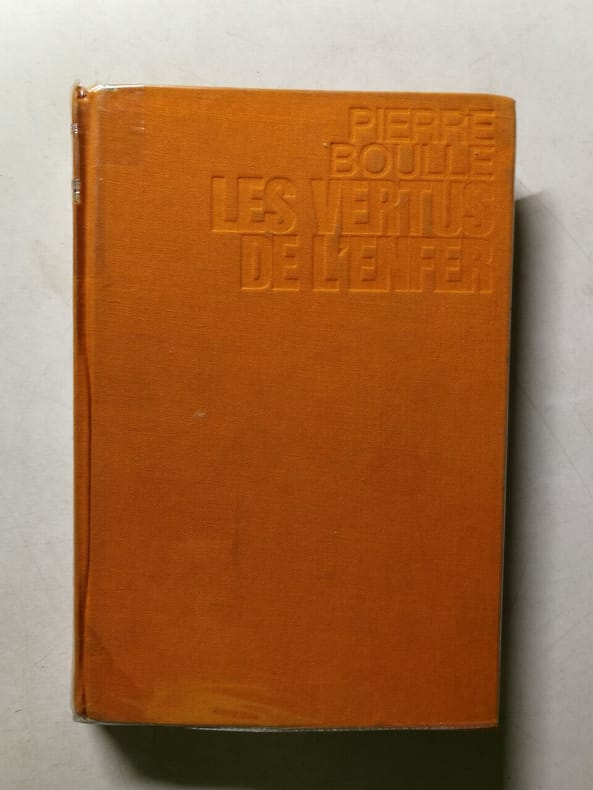 PIERRE
BOULLE
LES VERTUS
DE L'ENFER